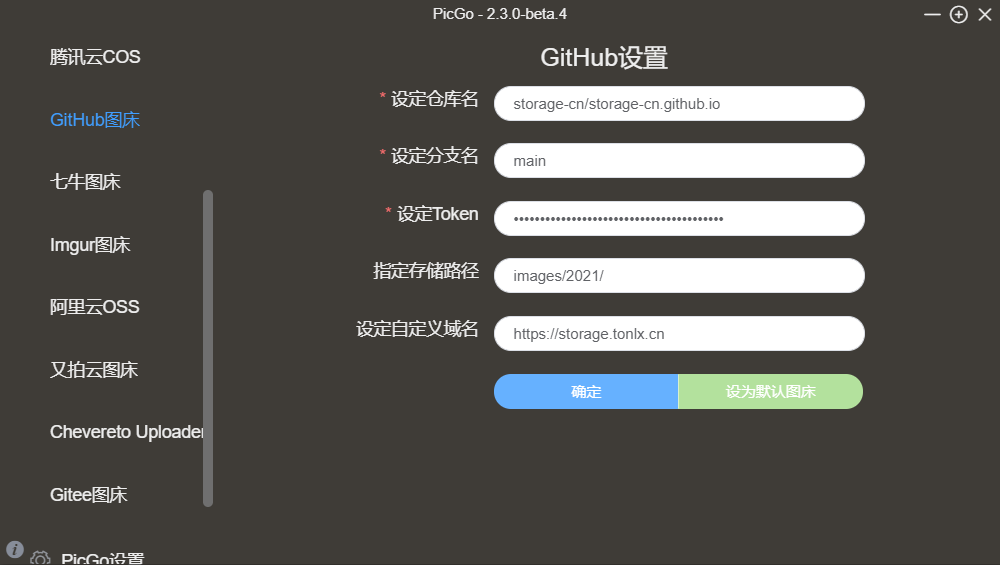 PicGo - 2.3.0-beta.4
腾讯云COS
GitHub图床
七牛图床
Imgur图床
阿里云OSS
又拍云图床
Chevereto Uploader
Gitee图床
PicGo设置
GitHub设置
* 设定仓库名
storage-cn/storage-cn.github.io
* 设定分支名
main
* 设定Token
指定存储路径
images/2021/
设定自定义域名
https://storage.tonlx.cn
确定
设为默认图床